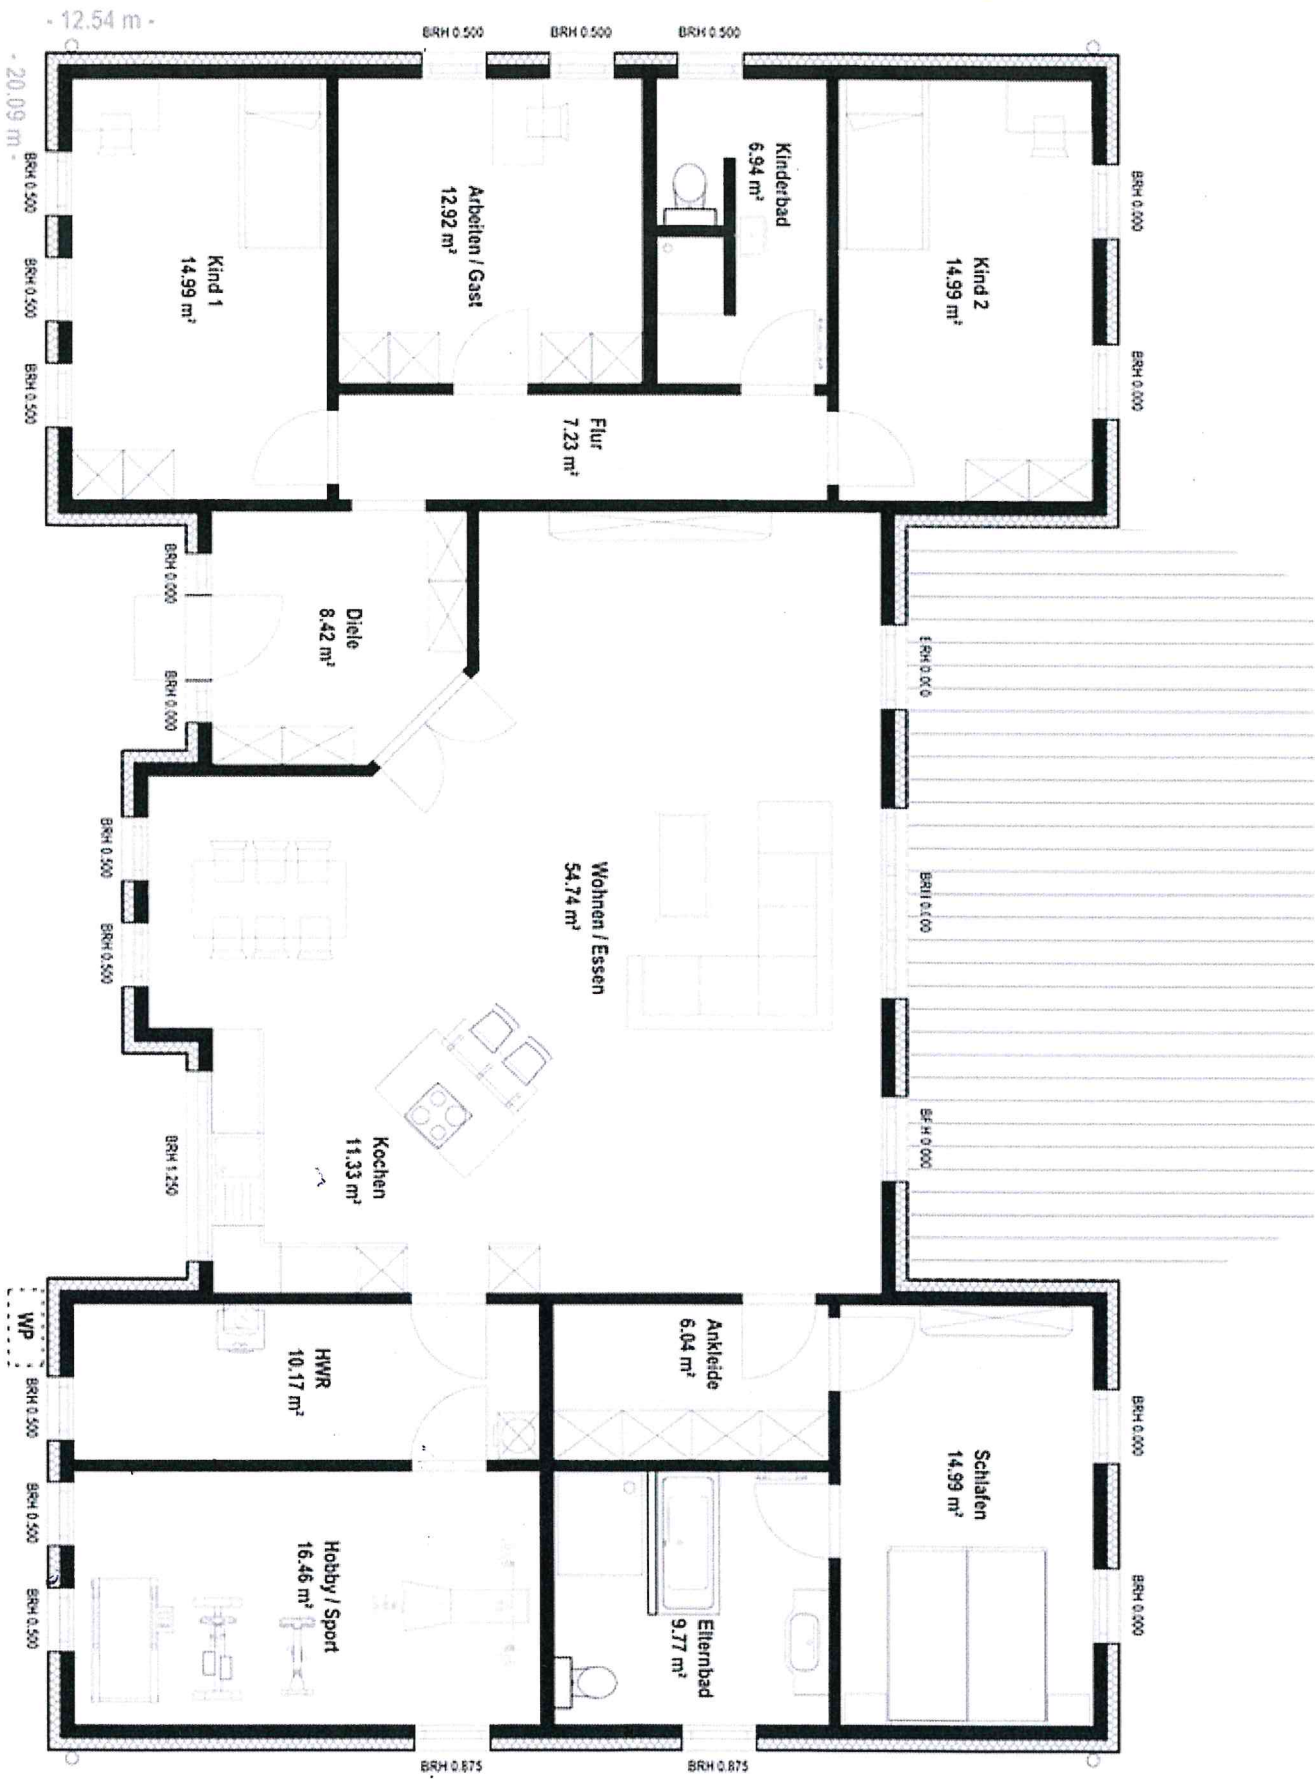 - 12.54 m -
- 20.09 m -
BRH 0.500
BRH 0.500
BRH 0.500
BRH 0.500
BRH 0.500
BRH 0.500
BRH 0.000
BRH 0.000
Kind 1
14.99 m²
Arbeiten / Gast
12.92 m²
Kinderbad
6.94 m²
Kind 2
14.99 m²
Flur
7.23 m²
BRH 0.000
BRH 0.000
Diele
8.42 m²
BRH 0.000
BRH 0.500
BRH 0.500
Wohnen / Essen
54.74 m²
BRH 0.000
BRH 1.250
Kochen
11.33 m²
BRH 0.000
WP
HWR
10.17 m²
Ankleide
6.04 m²
Schlafen
14.99 m²
BRH 0.500
BRH 0.500
BRH 0.500
BRH 0.000
BRH 0.000
Hobby / Sport
16.46 m²
Elternbad
9.77 m²
BRH 0.875
BRH 0.875